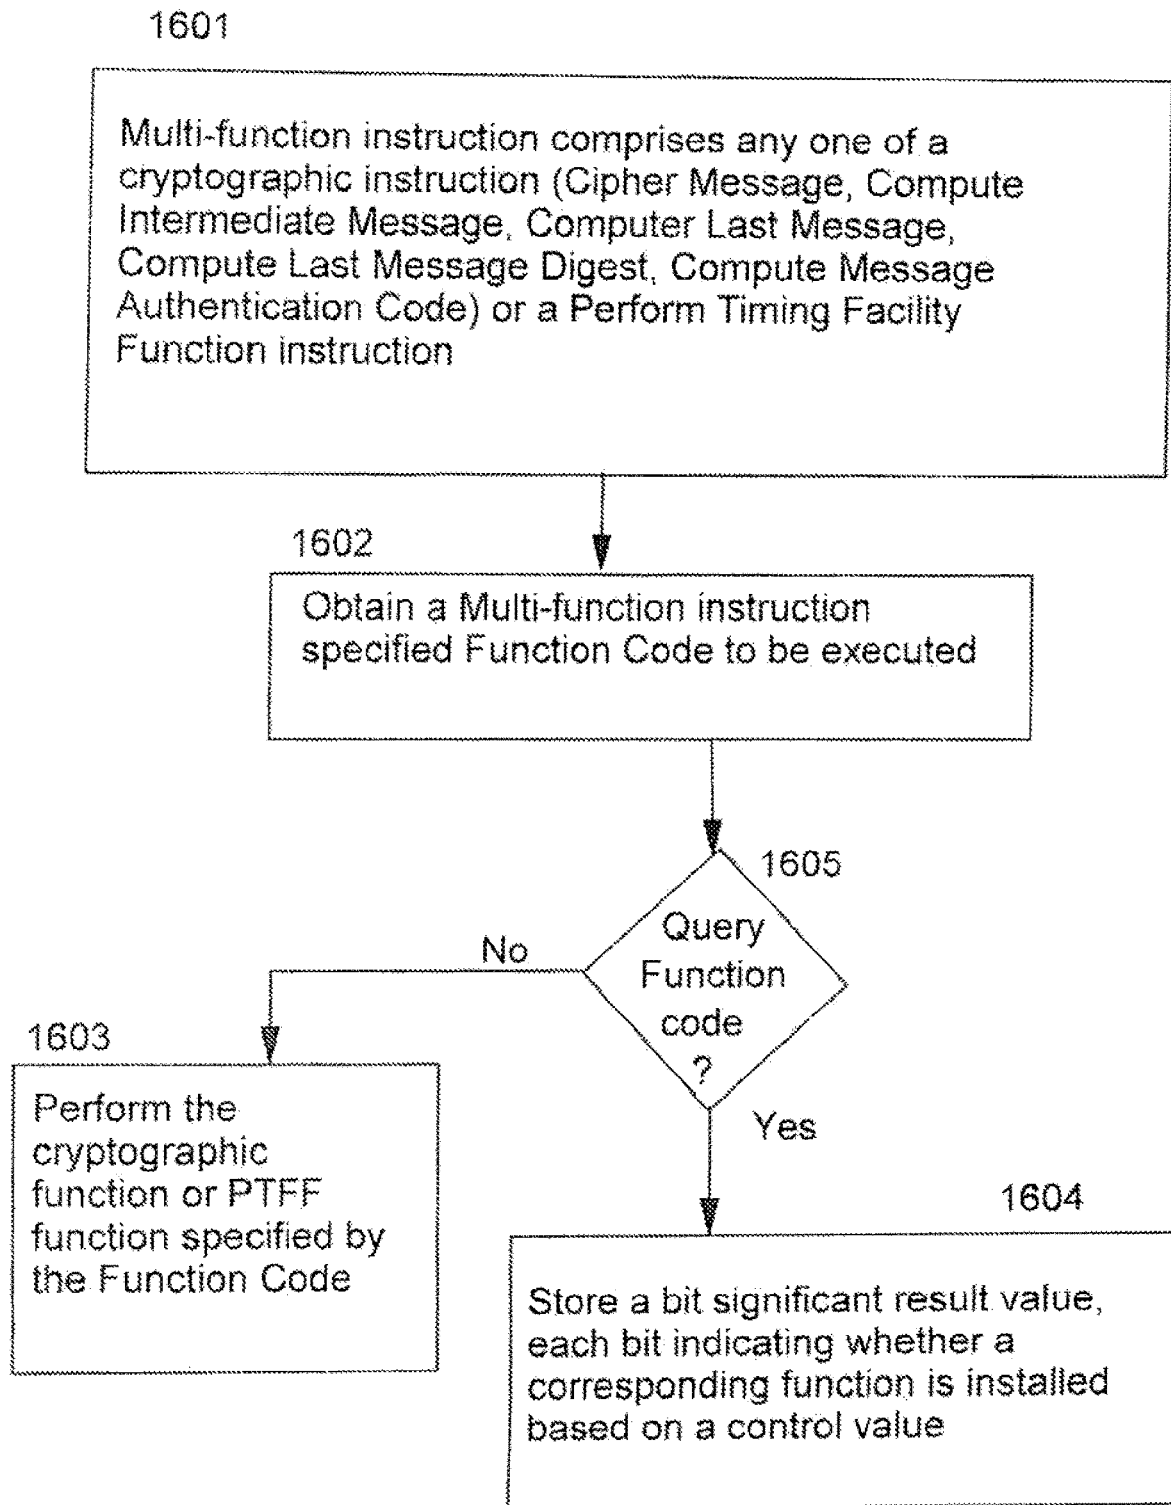 1601
Multi-function instruction comprises any one of a
cryptographic instruction (Cipher Message, Compute
Intermediate Message, Computer Last Message,
Compute Last Message Digest, Compute Message
Authentication Code) or a Perform Timing Facility
Function instruction
1602
Obtain a Multi-function instruction
specified Function Code to be executed
1605
Query
Function
code
?
No
Yes
1603
Perform the
cryptographic
function or PTFF
function specified by
the Function Code
1604
Store a bit significant result value,
each bit indicating whether a
corresponding function is installed
based on a control value